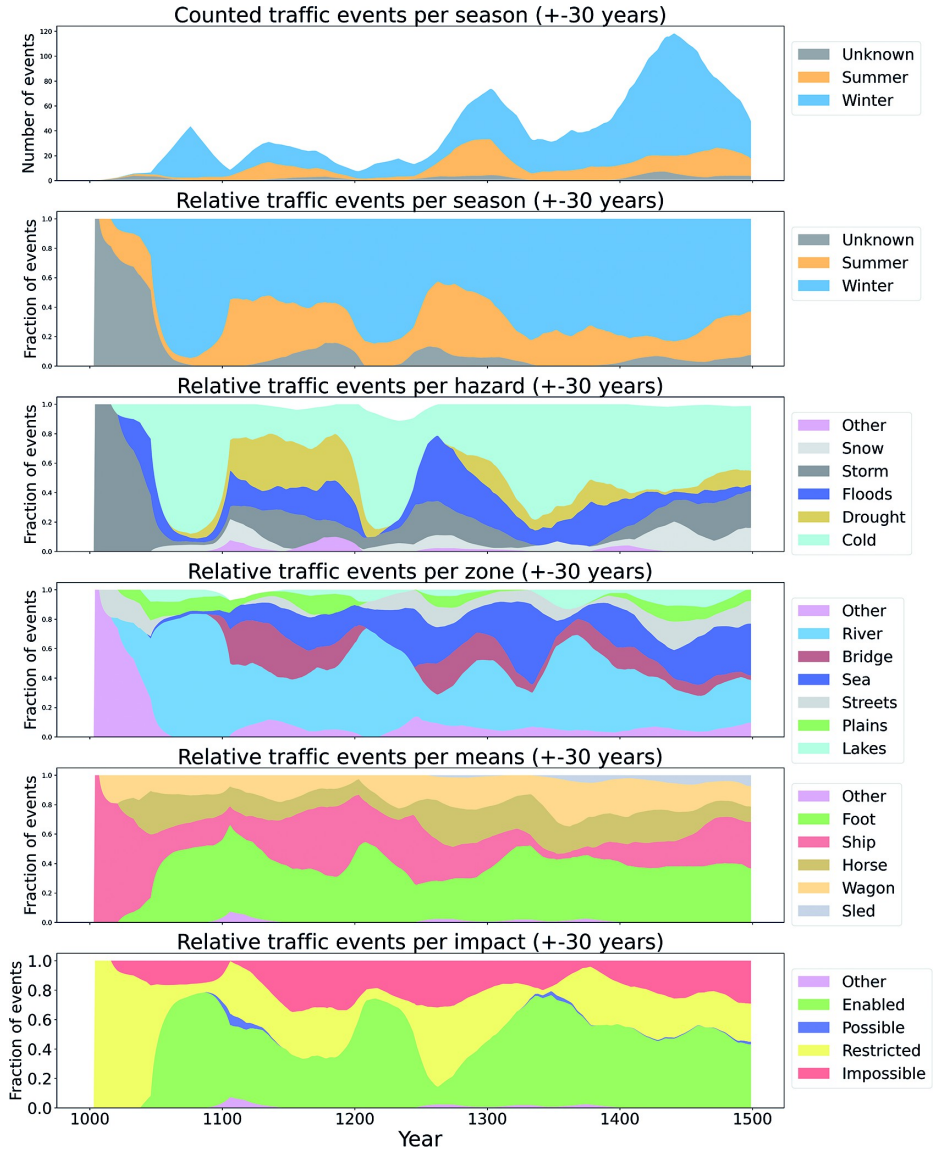 Counted traffic events per season (+-30 years)
Number of events
120
100
80
60
40
20
0
Unknown
Summer
Winter
Relative traffic events per season (+-30 years)
Fraction of events
1.0
0.8
0.6
0.4
0.2
0.0
Unknown
Summer
Winter
Relative traffic events per hazard (+-30 years)
Fraction of events
1.0
0.8
0.6
0.4
0.2
0.0
Other
Snow
Storm
Floods
Drought
Cold
Relative traffic events per zone (+-30 years)
Fraction of events
1.0
0.8
0.6
0.4
0.2
0.0
Other
River
Bridge
Sea
Streets
Plains
Lakes
Relative traffic events per means (+-30 years)
Fraction of events
1.0
0.8
0.6
0.4
0.2
0.0
Other
Foot
Ship
Horse
Wagon
Sled
Relative traffic events per impact (+-30 years)
Fraction of events
1.0
0.8
0.6
0.4
0.2
0.0
Other
Enabled
Possible
Restricted
Impossible
1000 1100 1200 1300 1400 1500
Year